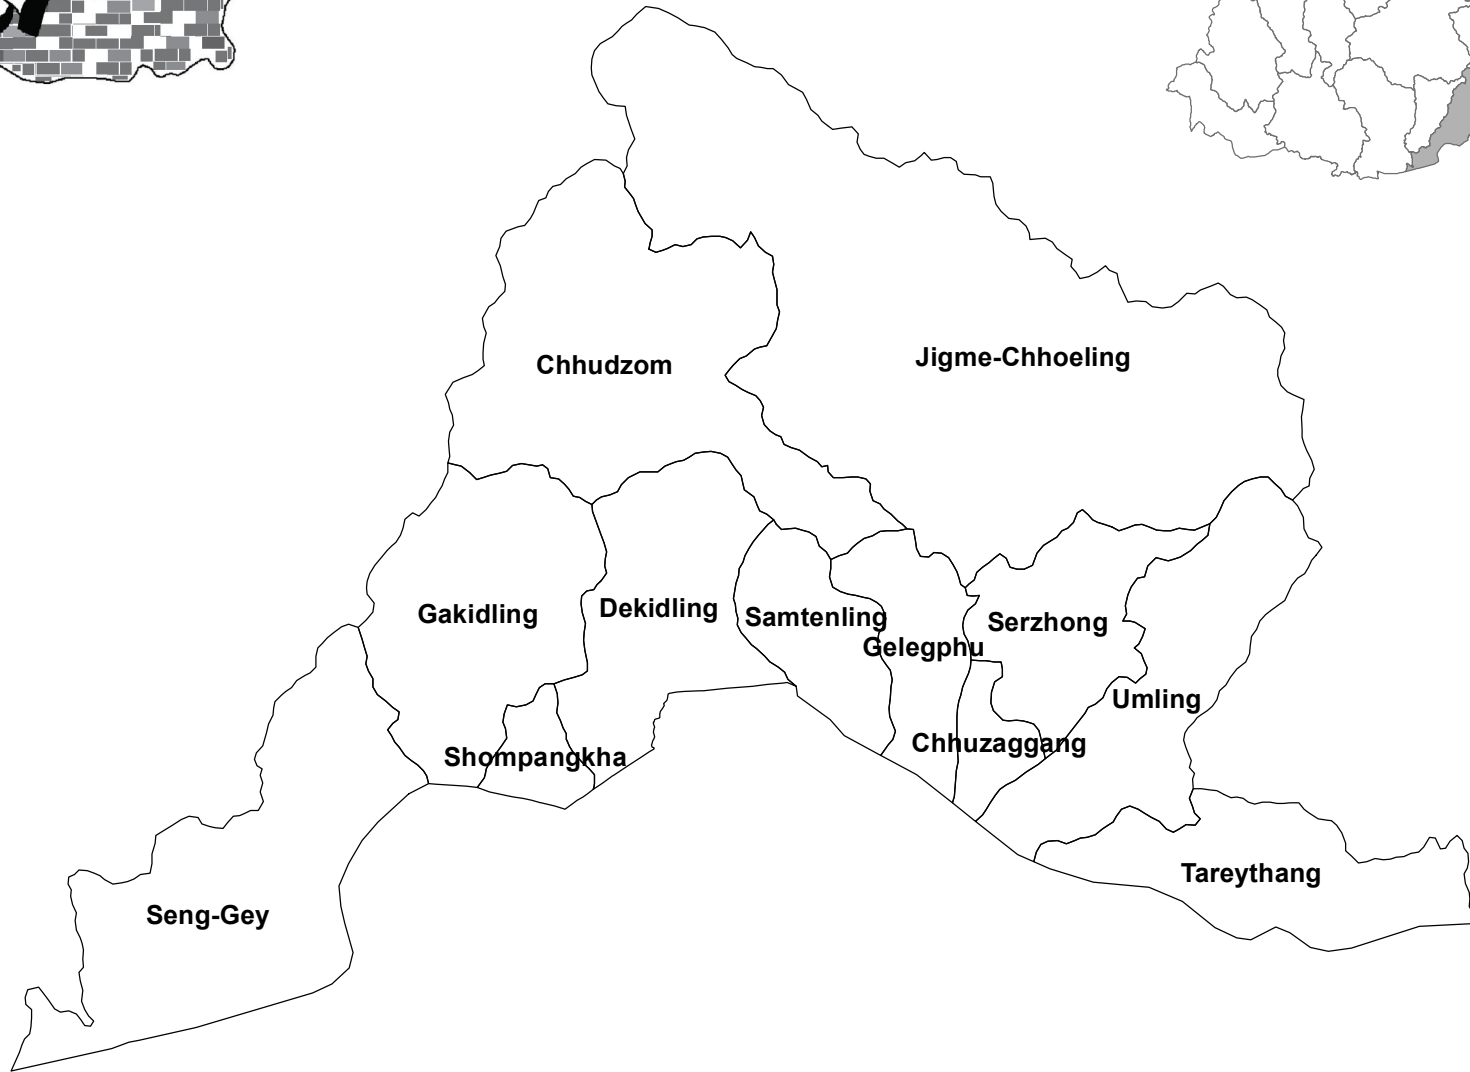 Jigme-Chhoeling
Chhudzom
Dekidling
Gakidling
Samtenling
Serzhong
Gelegphu
Umling
Chhuzaggang
Shompangkha
Tareythang
Seng-Gey